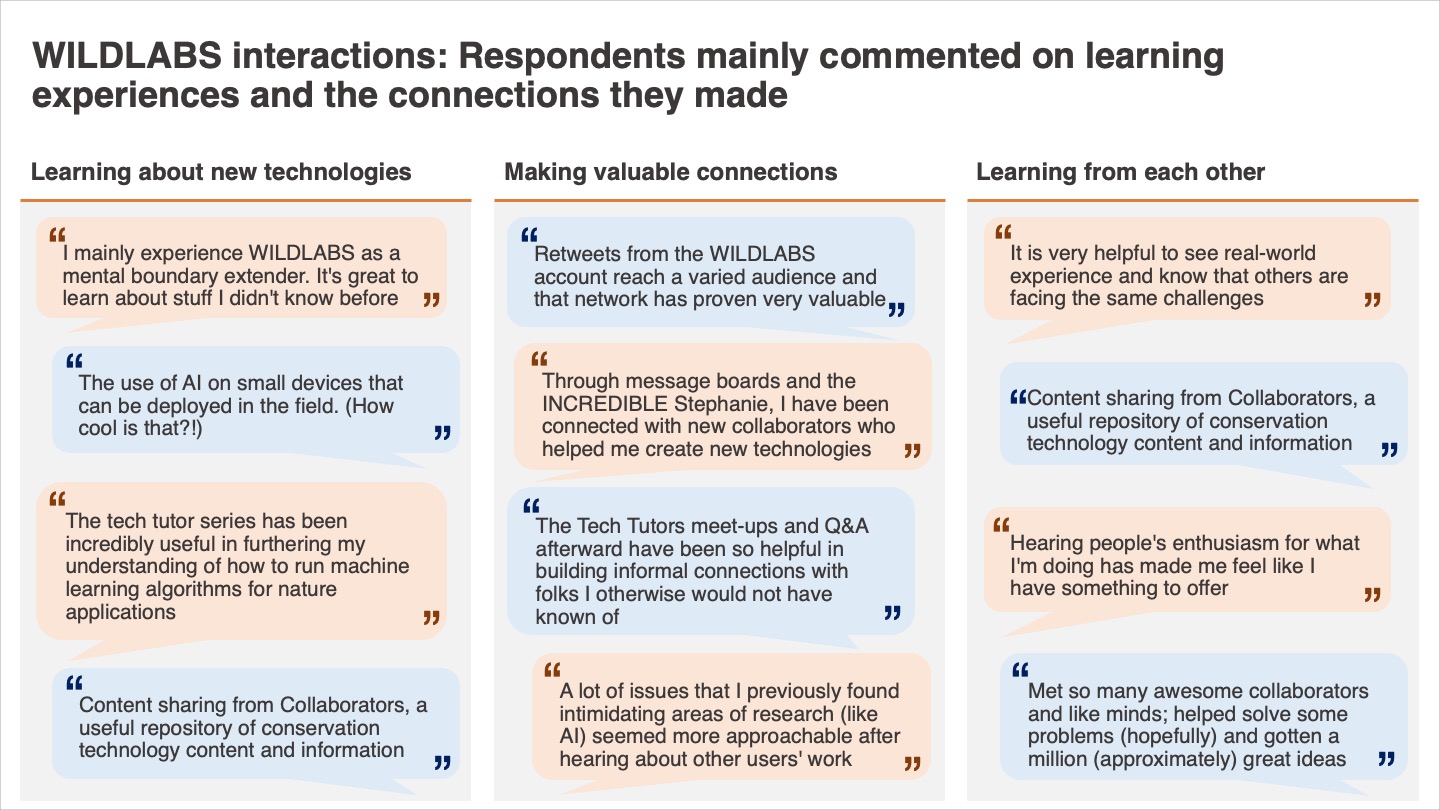 WILDLABS interactions: Respondents mainly commented on learning
experiences and the connections they made
Learning about new technologies
“
I mainly experience WILDLABS as a
mental boundary extender. It's great to
learn about stuff I didn't know before ”
“
The use of AI on small devices that
can be deployed in the field. (How
cool is that?!) ”
“
The tech tutor series has been
incredibly useful in furthering my
understanding of how to run machine
learning algorithms for nature
applications ”
“
Content sharing from Collaborators, a
useful repository of conservation
technology content and information ”
Making valuable connections
“
Retweets from the WILDLABS
account reach a varied audience and
that network has proven very valuable ”
“
Through message boards and the
INCREDIBLE Stephanie, I have been
connected with new collaborators who
helped me create new technologies ”
“
The Tech Tutors meet-ups and Q&A
afterward have been so helpful in
building informal connections with
folks I otherwise would not have
known of ”
“
A lot of issues that I previously found
intimidating areas of research (like
AI) seemed more approachable after
hearing about other users' work ”
Learning from each other
“
It is very helpful to see real-world
experience and know that others are
facing the same challenges ”
“Content sharing from Collaborators, a
useful repository of conservation
technology content and information ”
“
Hearing people's enthusiasm for what
I'm doing has made me feel like I
have something to offer ”
“
Met so many awesome collaborators
and like minds; helped solve some
problems (hopefully) and gotten a
million (approximately) great ideas ”